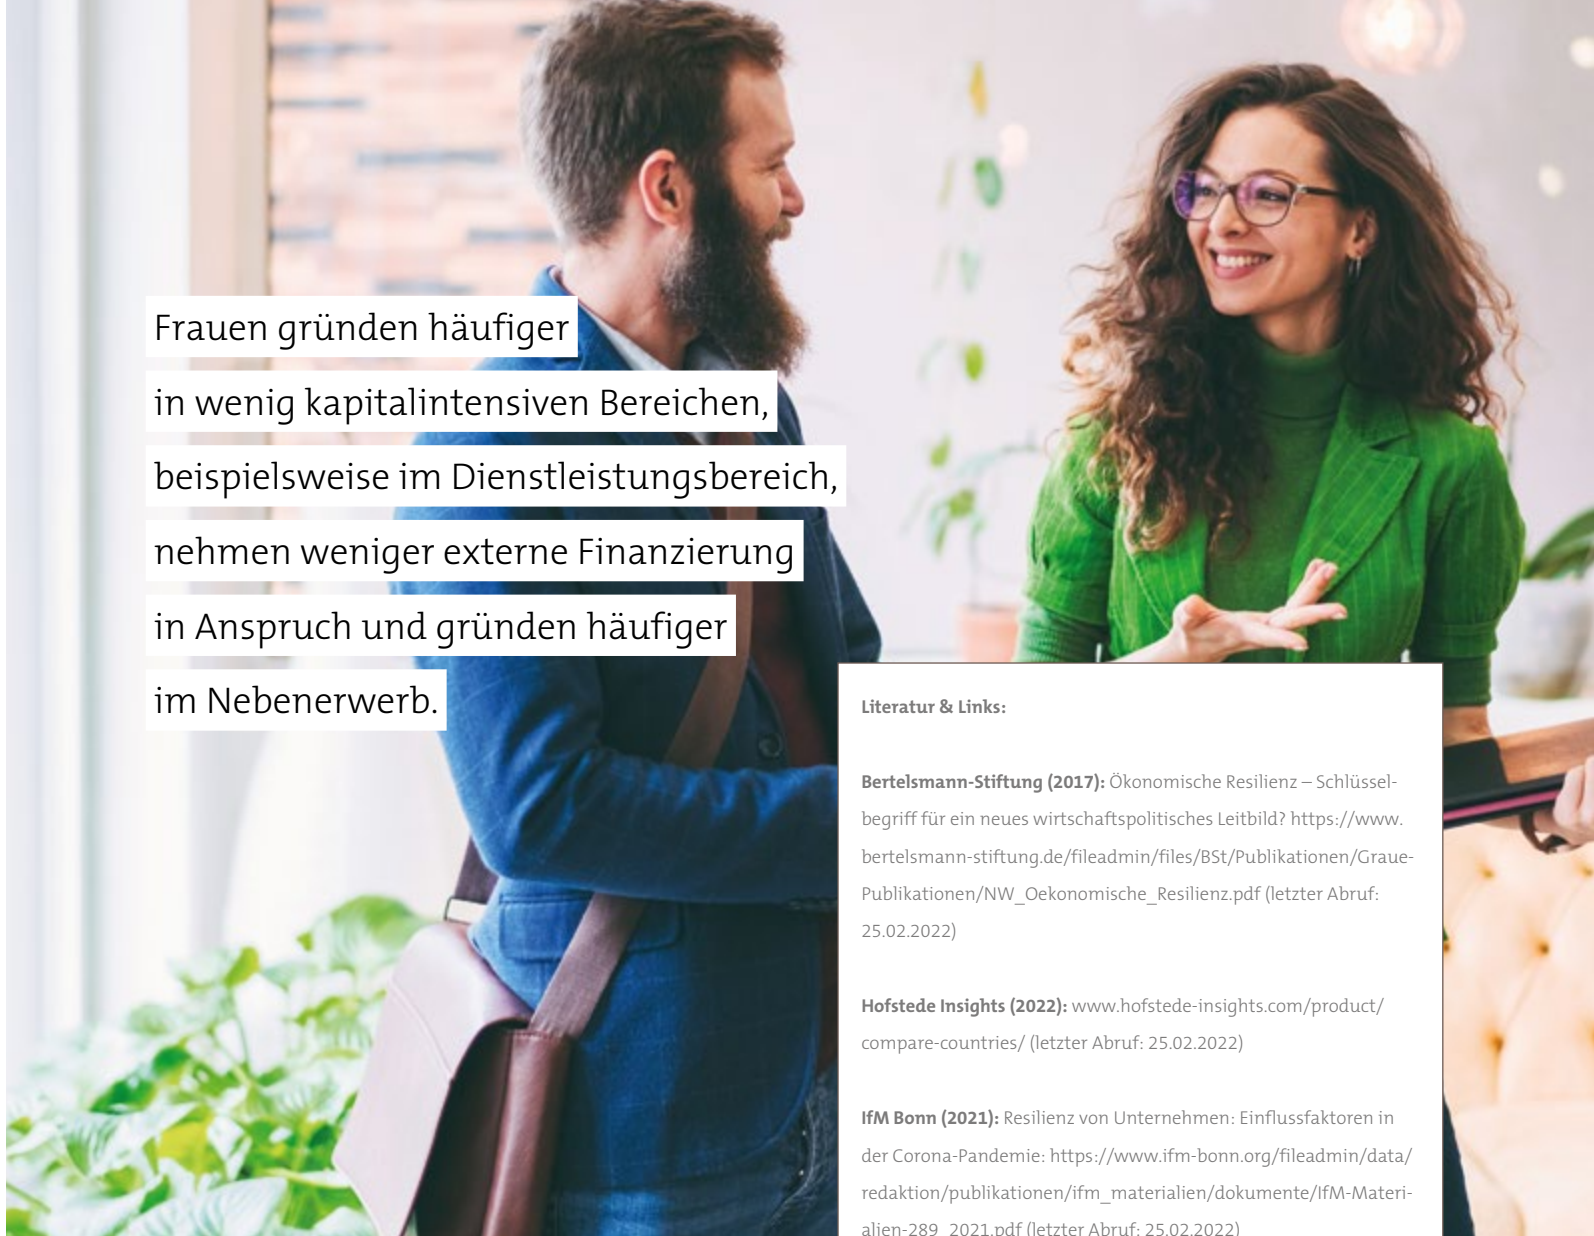 Frauen gründen häufiger
in wenig kapitalintensiven Bereichen,
beispielsweise im Dienstleistungsbereich,
nehmen weniger externe Finanzierung
in Anspruch und gründen häufiger
im Nebenerwerb.
Literatur & Links:
Bertelsmann-Stiftung (2017): Ökonomische Resilienz – Schlüssel-
begriff für ein neues wirtschaftspolitisches Leitbild? https://www.
bertelsmann-stiftung.de/fileadmin/files/BSt/Publikationen/Graue-
Publikationen/NW_Oekonomische_Resilienz.pdf (letzter Abruf:
25.02.2022)
Hofstede Insights (2022): www.hofstede-insights.com/product/
compare-countries/ (letzter Abruf: 25.02.2022)
IfM Bonn (2021): Resilienz von Unternehmen: Einflussfaktoren in
der Corona-Pandemie: https://www.ifm-bonn.org/fileadmin/data/
redaktion/publikationen/ifm_materialien/dokumente/IfM-Materi-
alien-289_2021.pdf (letzter Abruf: 25.02.2022)